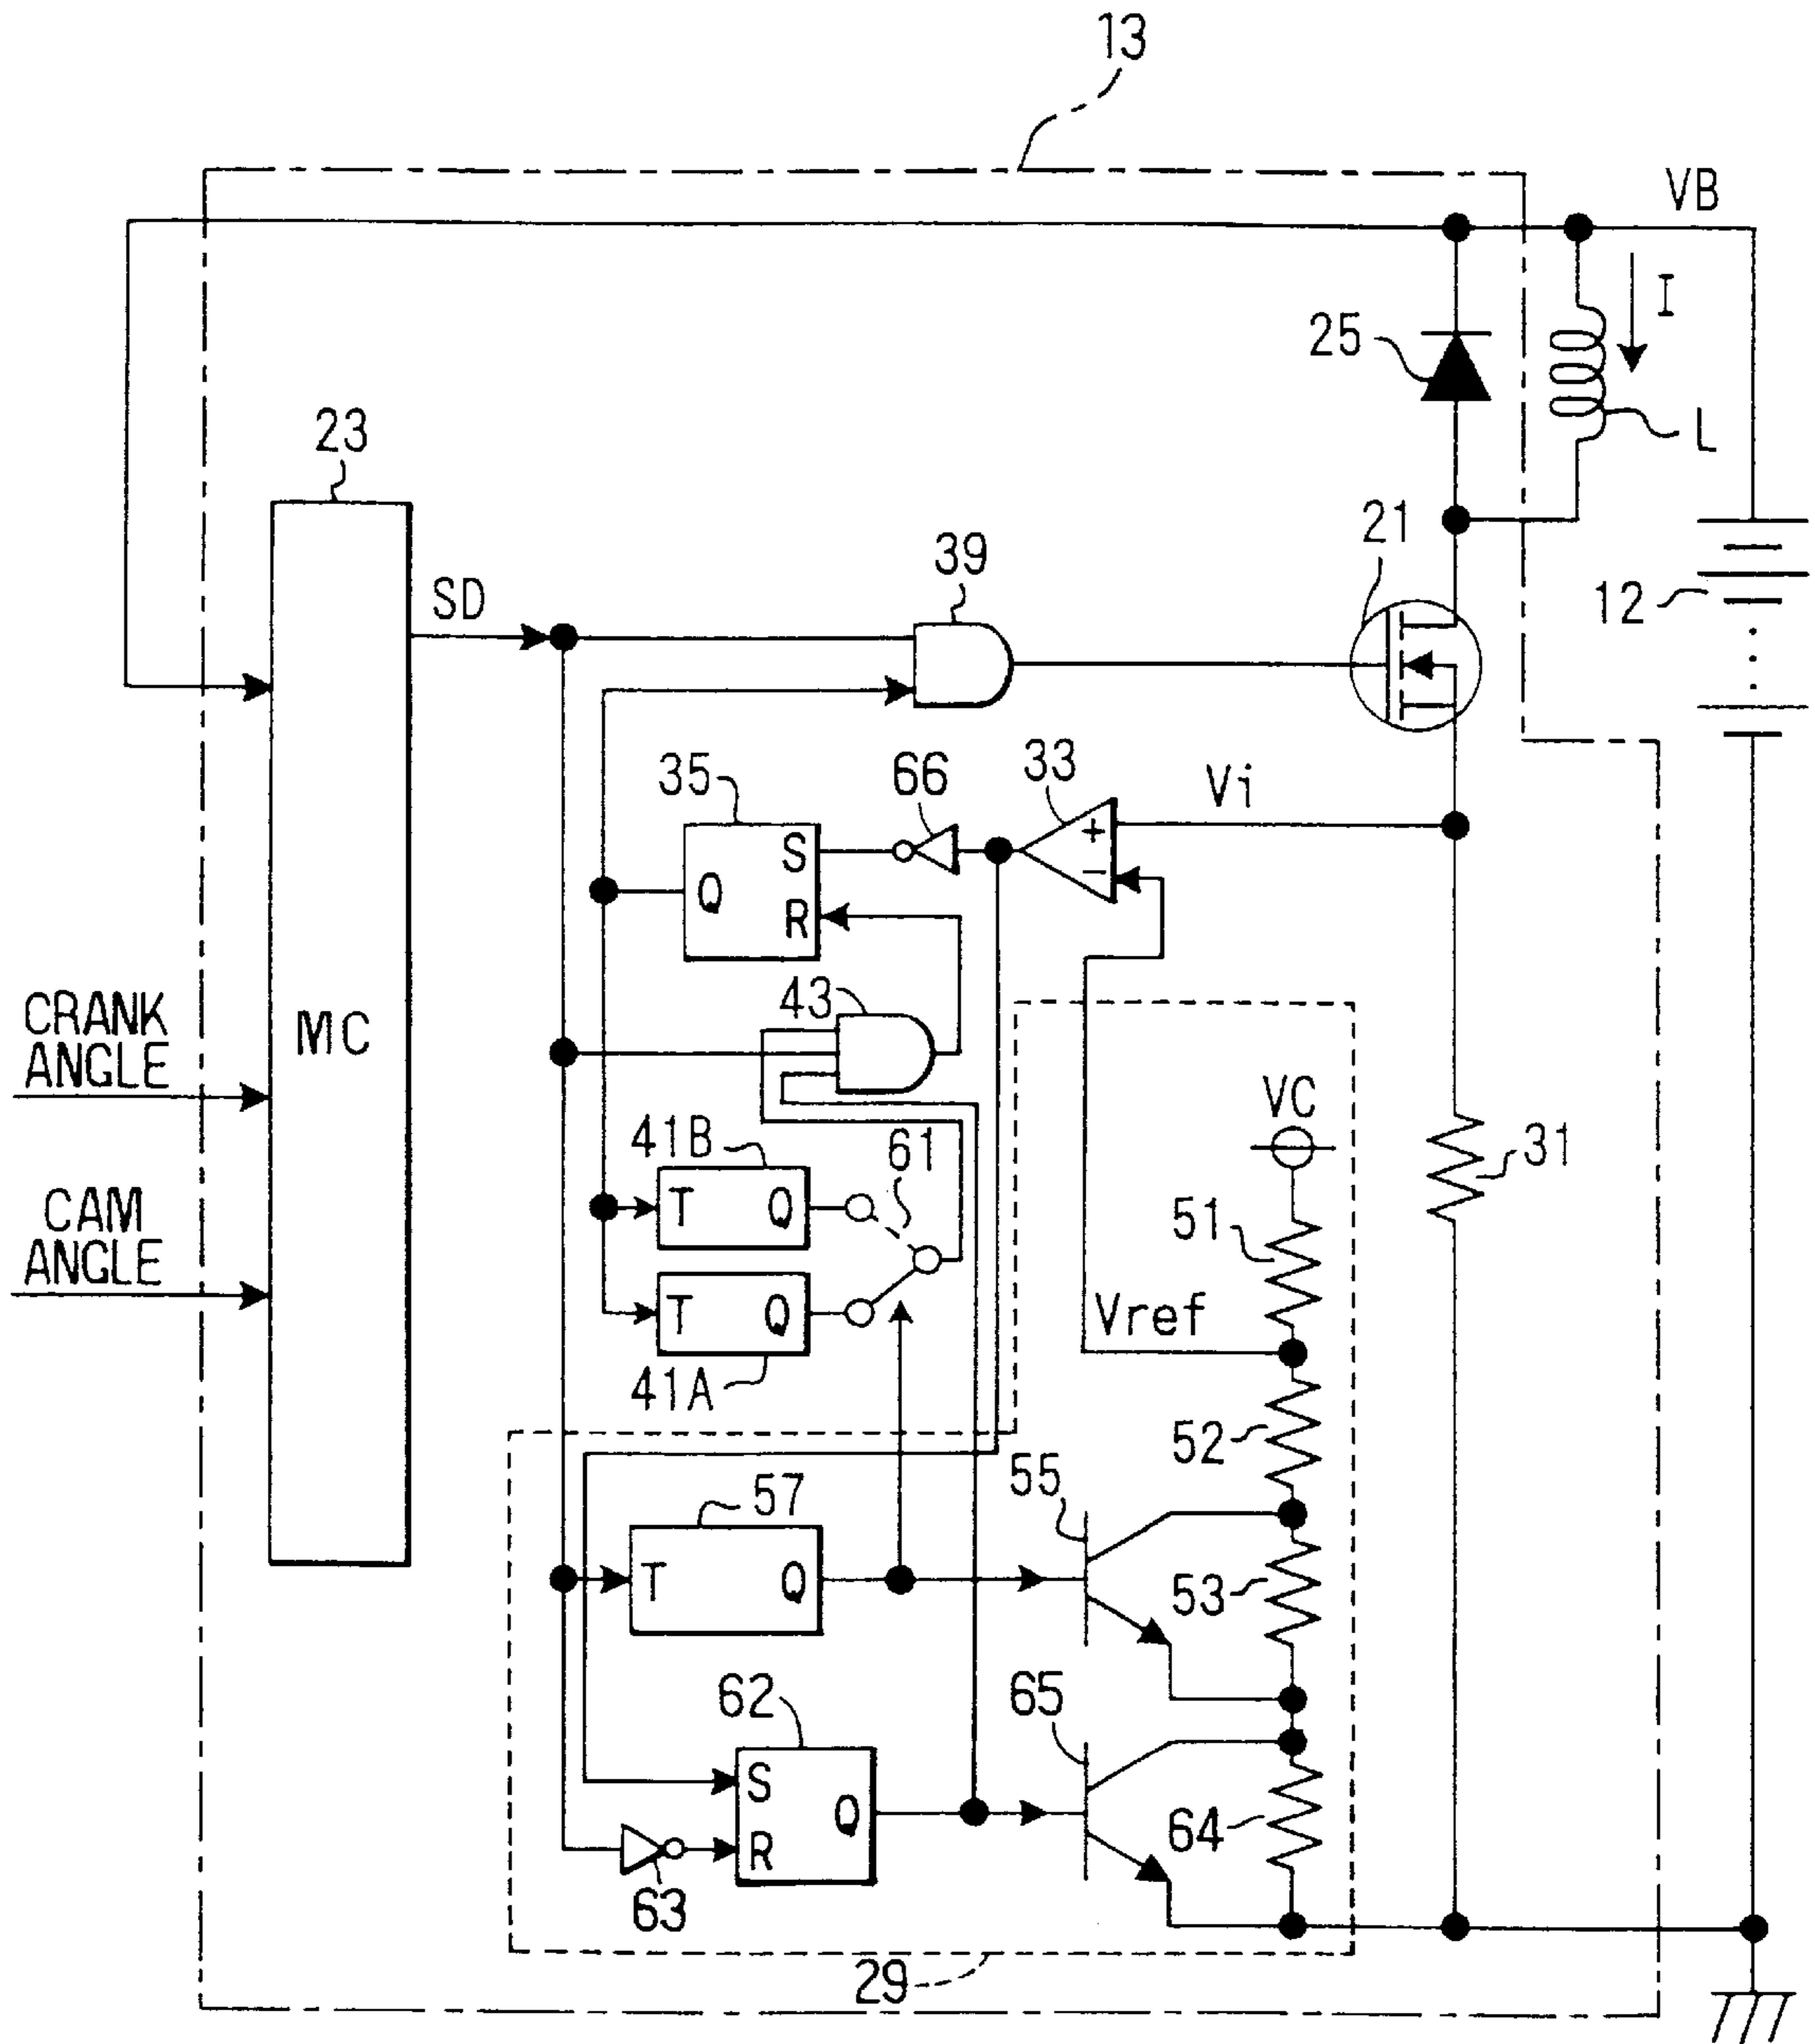 13
VB
I
25
L
23
21
39
SD
12
35
66
33
Vi
S
+
-
Q
R
43
CRANK
ANGLE
MC
VC
41B
61
31
T Q
51
CAM
ANGLE
T Q
Vref
41A
52
57
55
T Q
53
62
65
S
Q
64
R
63
29